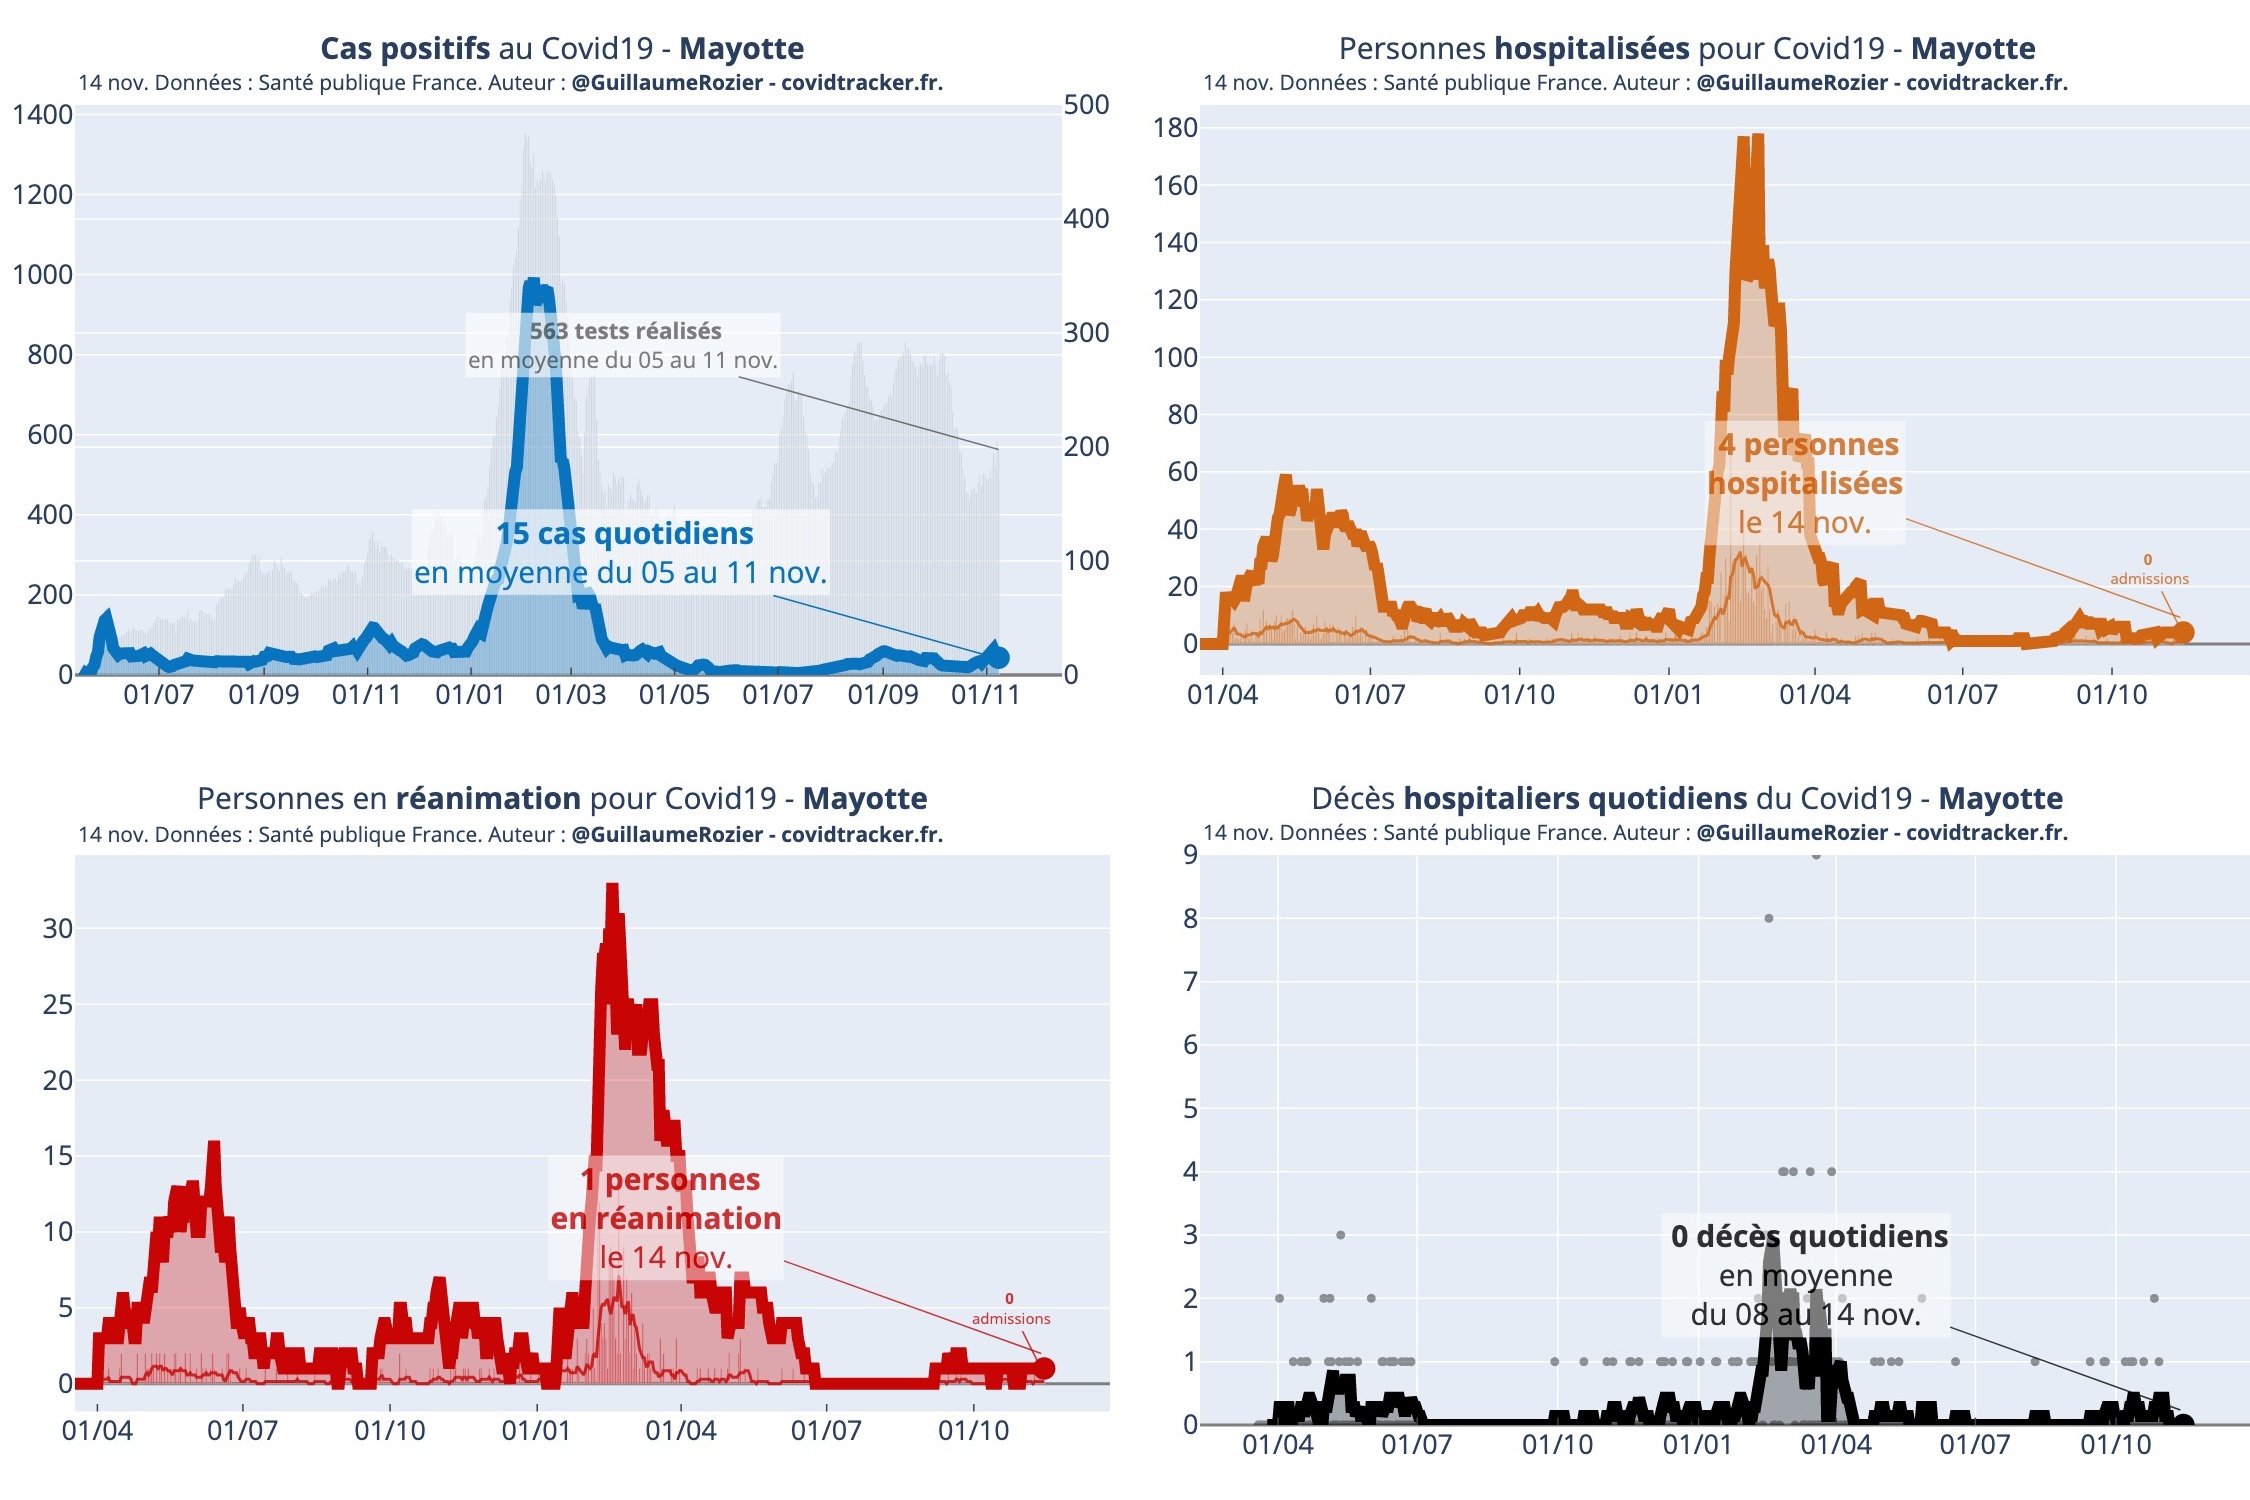 Cas positifs au Covid19 - Mayotte
14 nov. Données : Santé publique France. Auteur : @GuillaumeRozier - covidtracker.fr.
1400
1200
1000
800
600
400
200
0
500
400
300
200
100
0
563 tests réalisés
en moyenne du 05 au 11 nov.
15 cas quotidiens
en moyenne du 05 au 11 nov.
01/07 01/09 01/11 01/01 01/03 01/05 01/07 01/09 01/11
Personnes hospitalisées pour Covid19 - Mayotte
14 nov. Données : Santé publique France. Auteur : @GuillaumeRozier - covidtracker.fr.
180
160
140
120
100
80
60
40
20
0
4 personnes
hospitalisées
le 14 nov.
0
admissions
01/04 01/07 01/10 01/01 01/04 01/07 01/10
Personnes en réanimation pour Covid19 - Mayotte
14 nov. Données : Santé publique France. Auteur : @GuillaumeRozier - covidtracker.fr.
30
25
20
15
10
5
0
1 personnes
en réanimation
le 14 nov.
0
admissions
01/04 01/07 01/10 01/01 01/04 01/07 01/10
Décès hospitaliers quotidiens du Covid19 - Mayotte
14 nov. Données : Santé publique France. Auteur : @GuillaumeRozier - covidtracker.fr.
9
8
7
6
5
4
3
2
1
0
0 décès quotidiens
en moyenne
du 08 au 14 nov.
01/04 01/07 01/10 01/01 01/04 01/07 01/10